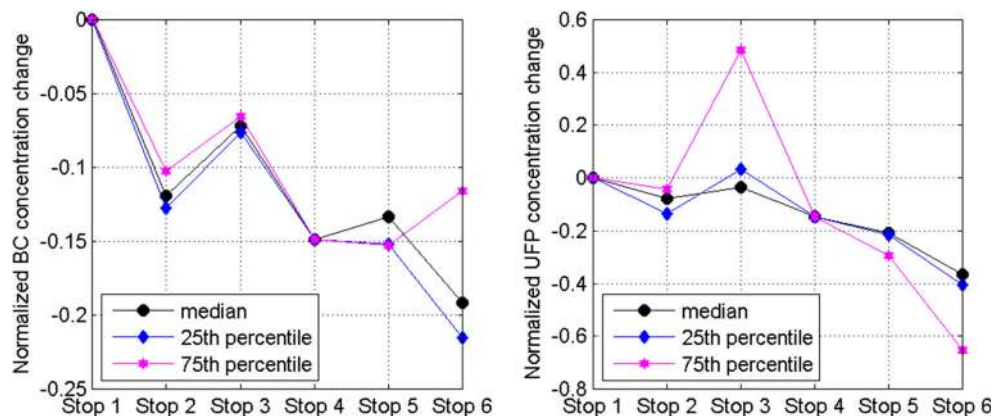 Normalized BC concentration change
0
-0.05
-0.1
-0.15
-0.2
-0.25
median
25th percentile
75th percentile
Stop 1 Stop 2 Stop 3 Stop 4 Stop 5 Stop 6
Normalized UFP concentration change
0.6
0.4
0.2
0
-0.2
-0.4
-0.6
-0.8
median
25th percentile
75th percentile
Stop 1 Stop 2 Stop 3 Stop 4 Stop 5 Stop 6